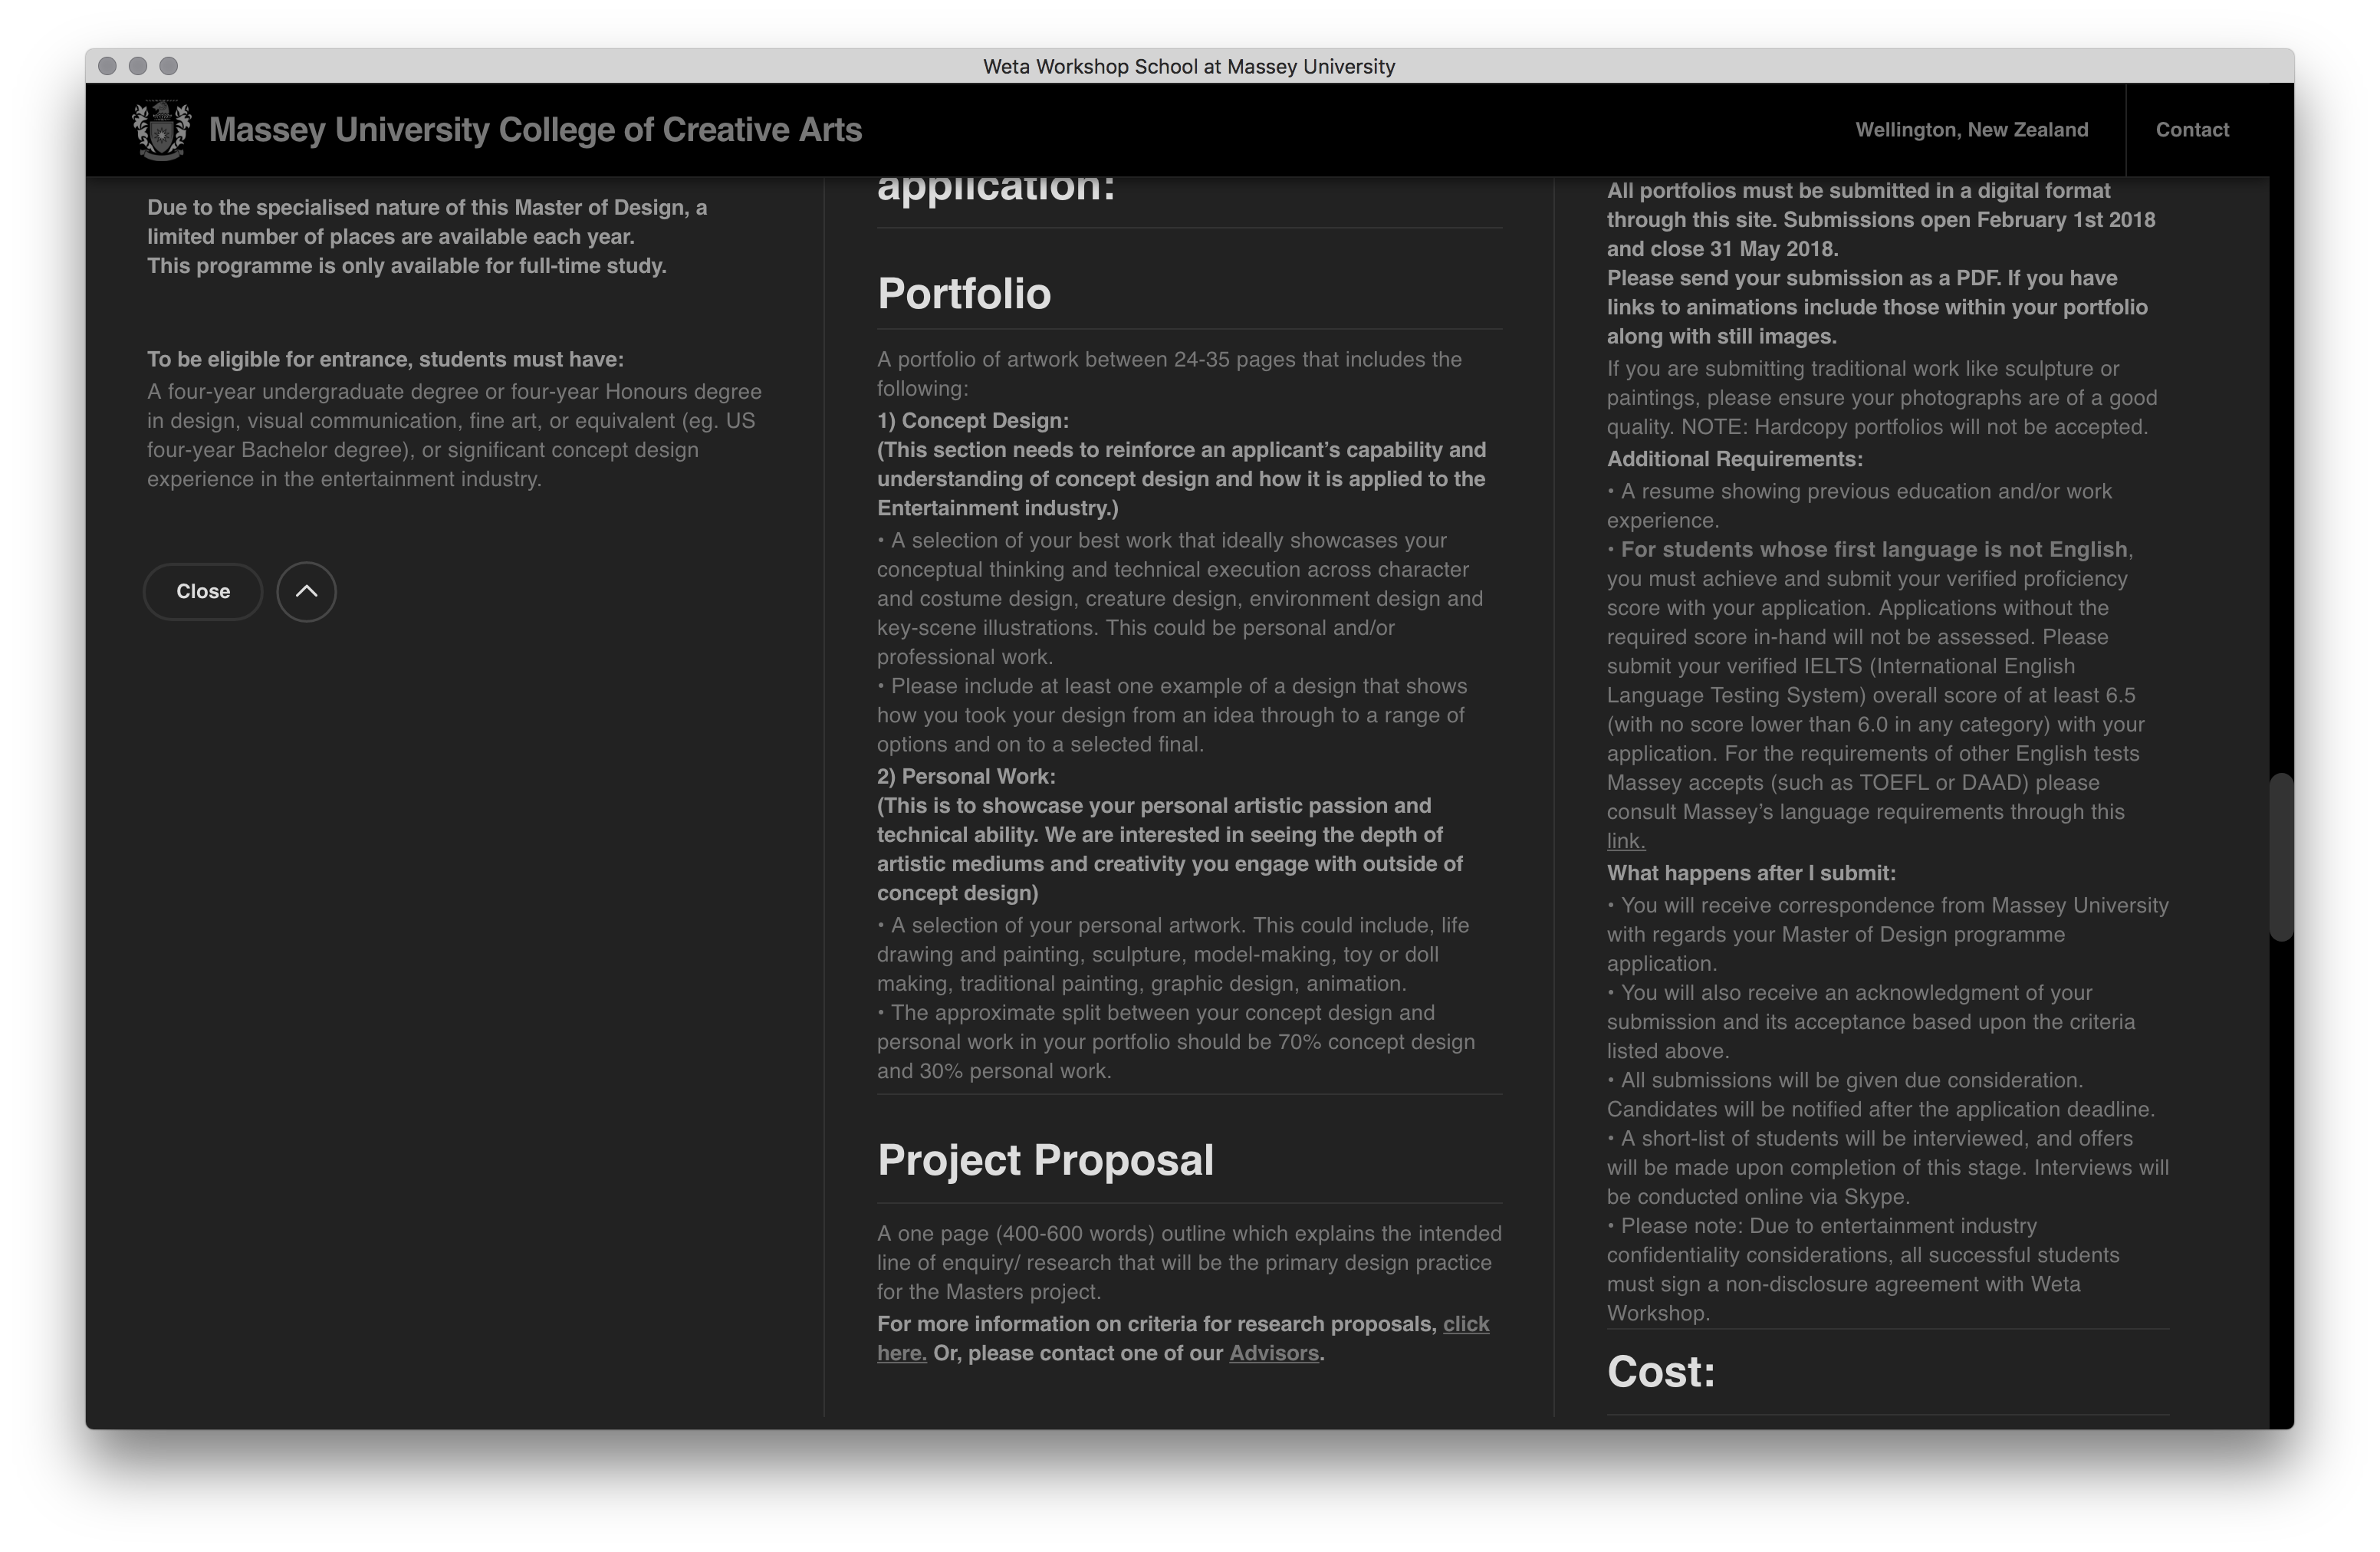 Weta Workshop School at Massey University
Massey University College of Creative Arts
Wellington, New Zealand
Contact
Due to the specialised nature of this Master of Design, a
limited number of places are available each year.
This programme is only available for full-time study.
To be eligible for entrance, students must have:
A four-year undergraduate degree or four-year Honours degree
in design, visual communication, fine art, or equivalent (eg. US
four-year Bachelor degree), or significant concept design
experience in the entertainment industry.
Close
application:
Portfolio
A portfolio of artwork between 24-35 pages that includes the
following:
1) Concept Design:
(This section needs to reinforce an applicant’s capability and
understanding of concept design and how it is applied to the
Entertainment industry.)
• A selection of your best work that ideally showcases your
conceptual thinking and technical execution across character
and costume design, creature design, environment design and
key-scene illustrations. This could be personal and/or
professional work.
• Please include at least one example of a design that shows
how you took your design from an idea through to a range of
options and on to a selected final.
2) Personal Work:
(This is to showcase your personal artistic passion and
technical ability. We are interested in seeing the depth of
artistic mediums and creativity you engage with outside of
concept design)
• A selection of your personal artwork. This could include, life
drawing and painting, sculpture, model-making, toy or doll
making, traditional painting, graphic design, animation.
• The approximate split between your concept design and
personal work in your portfolio should be 70% concept design
and 30% personal work.
Project Proposal
A one page (400-600 words) outline which explains the intended
line of enquiry/ research that will be the primary design practice
for the Masters project.
For more information on criteria for research proposals, click
here. Or, please contact one of our Advisors.
All portfolios must be submitted in a digital format
through this site. Submissions open February 1st 2018
and close 31 May 2018.
Please send your submission as a PDF. If you have
links to animations include those within your portfolio
along with still images.
If you are submitting traditional work like sculpture or
paintings, please ensure your photographs are of a good
quality. NOTE: Hardcopy portfolios will not be accepted.
Additional Requirements:
• A resume showing previous education and/or work
experience.
• For students whose first language is not English,
you must achieve and submit your verified proficiency
score with your application. Applications without the
required score in-hand will not be assessed. Please
submit your verified IELTS (International English
Language Testing System) overall score of at least 6.5
(with no score lower than 6.0 in any category) with your
application. For the requirements of other English tests
Massey accepts (such as TOEFL or DAAD) please
consult Massey’s language requirements through this
link.
What happens after I submit:
• You will receive correspondence from Massey University
with regards your Master of Design programme
application.
• You will also receive an acknowledgment of your
submission and its acceptance based upon the criteria
listed above.
• All submissions will be given due consideration.
Candidates will be notified after the application deadline.
• A short-list of students will be interviewed, and offers
will be made upon completion of this stage. Interviews will
be conducted online via Skype.
• Please note: Due to entertainment industry
confidentiality considerations, all successful students
must sign a non-disclosure agreement with Weta
Workshop.
Cost: